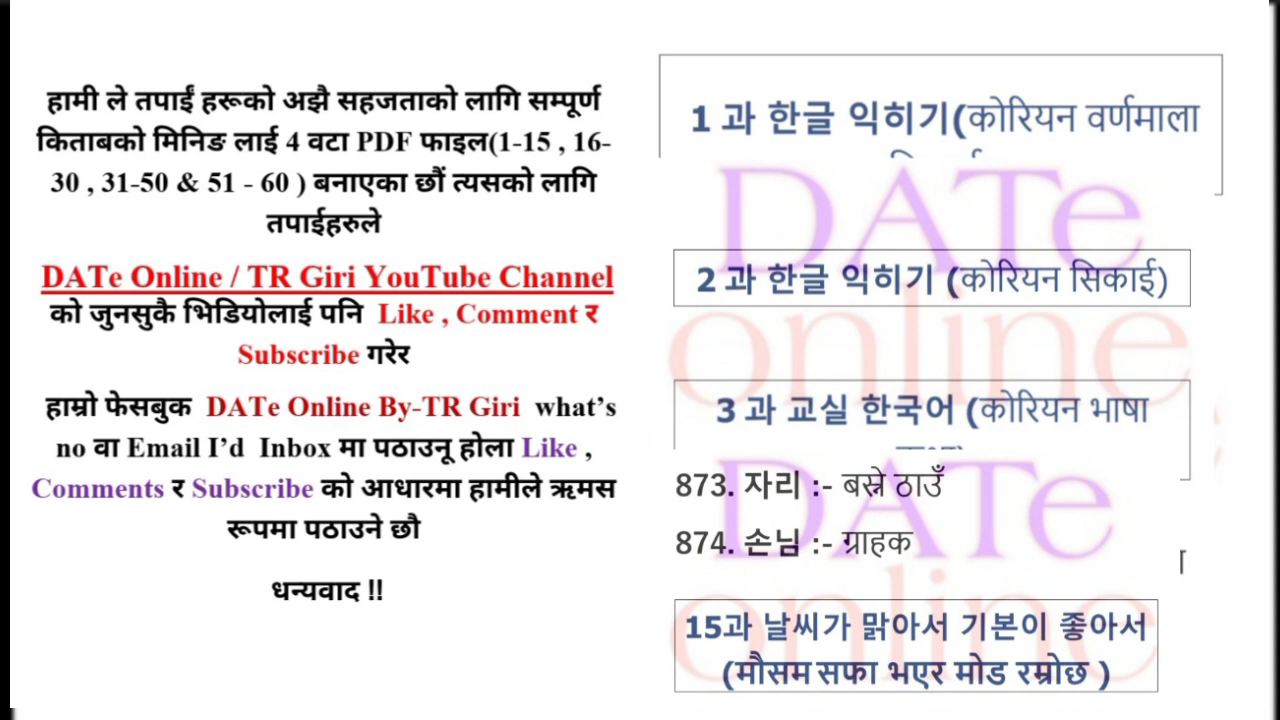 हामी ले तपाईं हरूको अझै सहजताको लागि सम्पूर्ण
किताबको मिनिङ लाई 4 वटा PDF फाइल(1-15 , 16-
30 , 31-50 & 51 - 60 ) बनाएका छौं त्यसको लागि
तपाईहरुले
DATe Online / TR Giri YouTube Channel
को जुनसुकै भिडियोलाई पनि Like , Comment र
Subscribe गरेर
हाम्रो फेसबुक DATe Online By-TR Giri what’s
no वा Email I’d Inbox मा पठाउनू होला Like ,
Comments र Subscribe को आधारमा हामीले ऋमस
रूपमा पठाउने छौ
धन्यवाद !!
1 과 한글 익히기(कोरियन वर्णमाला
DATe
2 과 한글 익히기 (कोरियन सिकाई)
online
3 과 교실 한국어 (कोरियन भाषा
DATe
873. 자리 :- बस्ने ठाउँ
874. 손님 :- ग्राहक
online
15과 날씨가 맑아서 기본이 좋아서
(मौसम सफा भएर मोड रम्रोछ )